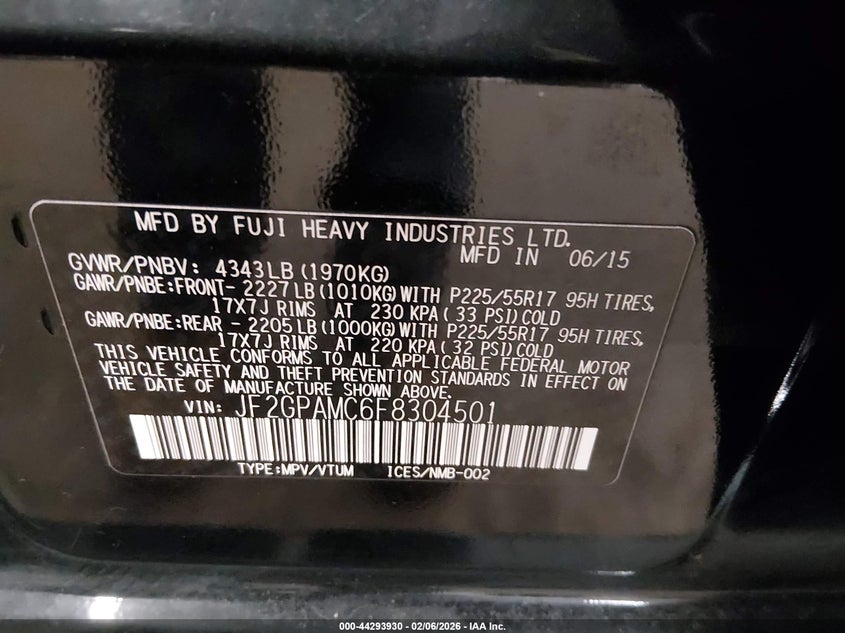 MFD BY FUJI HEAVY INDUSTRIES LTD.
MFD IN 06/15
GVWR/PNBV: 4343LB(1970KG)
GAWR/PNBE:FRONT- 2227LB(1010KG)WITH P225/55R17 95H TIRES,
17X7J RIMS AT 230 KPA(33 PSI)COLD
GAWR/PNBE:REAR - 2205LB(1000KG)WITH P225/55R17 95H TIRES,
17X7J RIMS AT 220 KPA(32 PSI)COLD
THIS VEHICLE CONFORMS TO ALL APPLICABLE FEDERAL MOTOR
VEHICLE SAFETY AND THEFT PREVENTION STANDARDS IN EFFECT ON
THE DATE OF MANUFACTURE SHOWN ABOVE.
VIN: JF2GPAMC6F8304501
TYPE:MPV/VTUM ICES/NMB-002
000-44293930 - 02/06/2026 - IAA Inc.